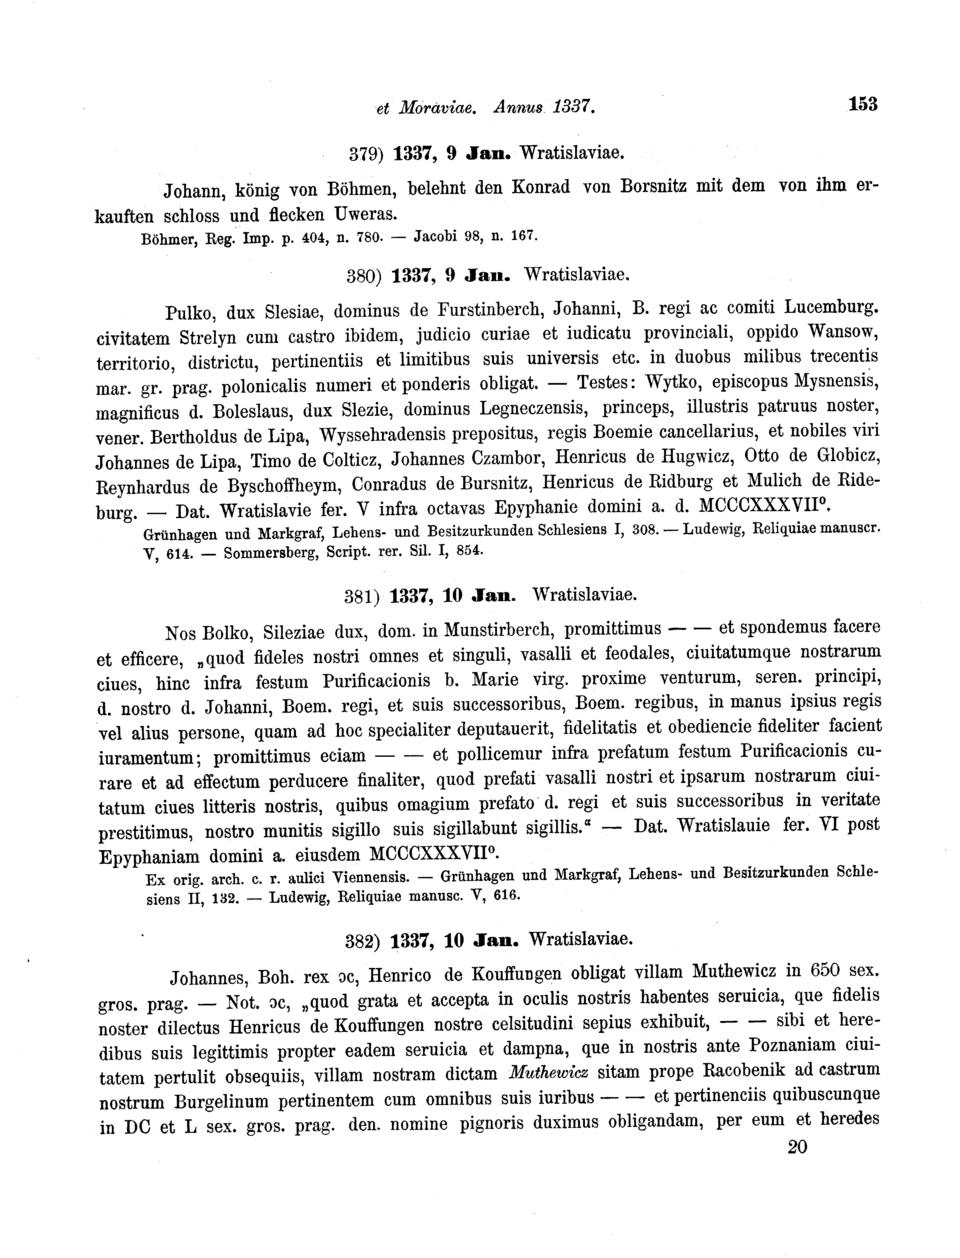 et Moraviae. Annus 1337. 153
379) 1337, 9 Jan. Wratislaviae.
Johann, könig von Böhmen, belehnt den Konrad von Borsnitz mit dem von ihm er-
kauften schloss und flecken Uweras.
Böhmer, Reg. Imp. p. 404, n. 780. — Jacobi 98, n. 167.
380) 1337, 9 Jan. Wratislaviae.
Pulko, dux Slesiae, dominus de Furstinberch, Johanni, B. regi ac comiti Lucemburg.
civitatem Strelyn cum castro ibidem, judicio curiae et iudicatu provinciali, oppido Wansow,
territorio, districtu, pertinentiis et limitibus suis universis etc. in duobus milibus trecentis
mar. gr. prag. polonicalis numeri et ponderis obligat. — Testes: Wytko, episcopus Mysnensis,
magnificus d. Boleslaus, dux Slezie, dominus Legneczensis, princeps, illustris patruus noster,
vener. Bertholdus de Lipa, Wyssehradensis prepositus, regis Boemie cancellarius, et nobiles viri
Johannes de Lipa, Timo de Colticz, Johannes Czambor, Henricus de Hugwicz, Otto de Globicz,
Reynhardus de Byschoffheym, Conradus de Bursnitz, Henricus de Ridburg et Mulich de Ride-
burg. — Dat. Wratislavie fer. V infra octavas Epyphanie domini a. d. MCCCXXXVIIº.
Grünhagen und Markgraf, Lehens- und Besitzurkunden Schlesiens I, 308. — Ludewig, Reliquiae manuscr.
V, 614. — Sommersberg, Script. rer. Sil. I, 854.
381) 1337, 10 Jan. Wratislaviae.
Nos Bolko, Sileziae dux, dom. in Munstirberch, promittimus — — et spondemus facere
et efficere, „quod fideles nostri omnes et singuli, vasalli et feodales, ciuitatumque nostrarum
ciues, hinc infra festum Purificacionis b. Marie virg. proxime venturum, seren. principi,
d. nostro d. Johanni, Boem. regi, et suis successoribus, Boem. regibus, in manus ipsius regis
vel alius persone, quam ad hoc specialiter deputauerit, fidelitatis et obediencie fideliter facient
iuramentum; promittimus eciam — — et pollicemur infra prefatum festum Purificacionis cu-
rare et ad effectum perducere finaliter, quod prefati vasalli nostri et ipsarum nostrarum ciui-
tatum ciues litteris nostris, quibus omagium prefato d. regi et suis successoribus in veritate
prestitimus, nostro munitis sigillo suis sigillabunt sigillis.“ — Dat. Wratislauie fer. VI post
Epyphaniam domini a. eiusdem MCCCXXXVIIº.
Ex orig. arch. c. r. aulici Viennensis. — Grünhagen und Markgraf, Lehens- und Besitzurkunden Schle-
siens II, 132. — Ludewig, Reliquiae manusc. V, 616.
382) 1337, 10 Jan. Wratislaviae.
Johannes, Boh. rex ɔc, Henrico de Kouffungen obligat villam Muthewicz in 650 sex.
gros. prag. — Not. ɔc, „quod grata et accepta in oculis nostris habentes seruicia, que fidelis
noster dilectus Henricus de Kouffungen nostre celsitudini sepius exhibuit, — — sibi et here-
dibus suis legittimis propter eadem seruicia et dampna, que in nostris ante Poznaniam ciui-
tatem pertulit obsequiis, villam nostram dictam Muthewicz sitam prope Racobenik ad castrum
nostrum Burgelinum pertinentem cum omnibus suis iuribus — — et pertinenciis quibuscunque
in DC et L sex. gros. prag. den. nomine pignoris duximus obligandam, per eum et heredes
20